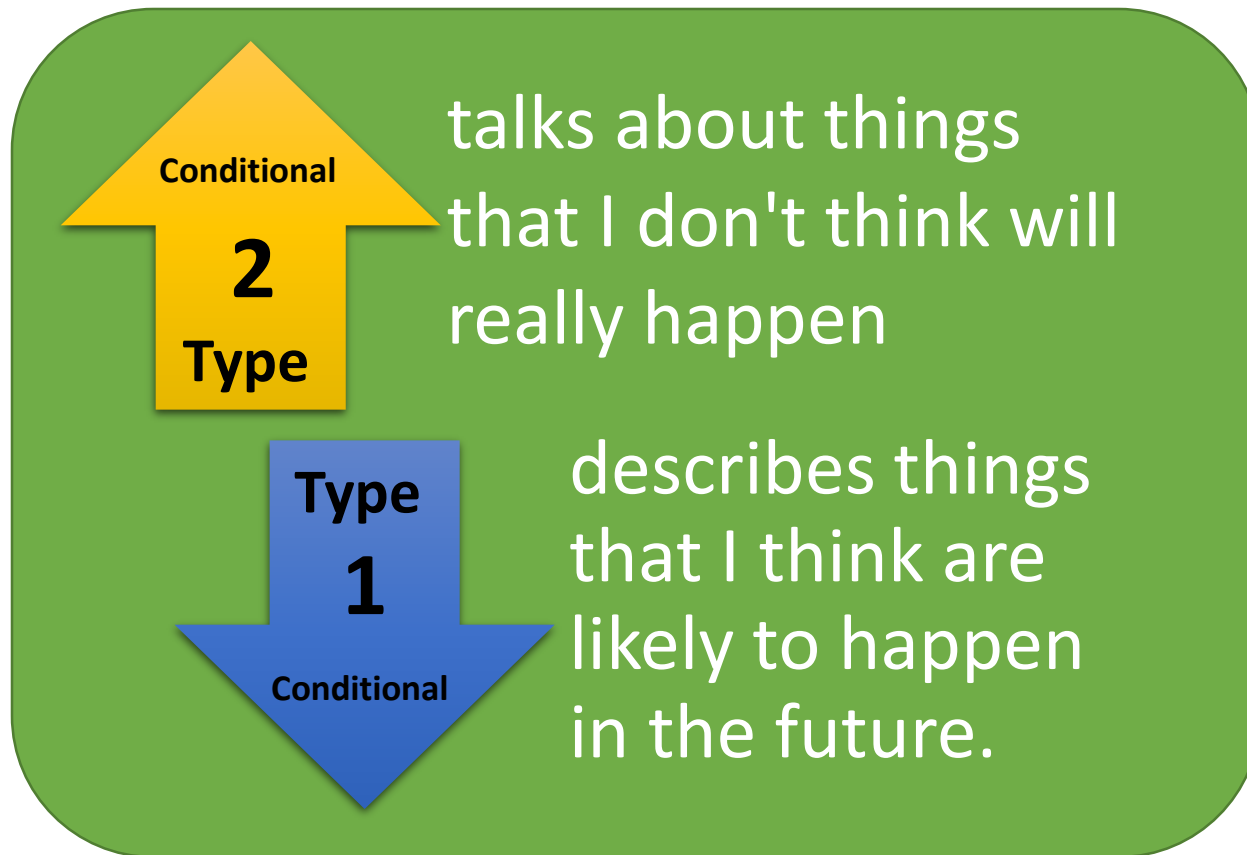 Conditional
2
Type
talks about things
that I don't think will
really happen
Type
1
Conditional
describes things
that I think are
likely to happen
in the future.